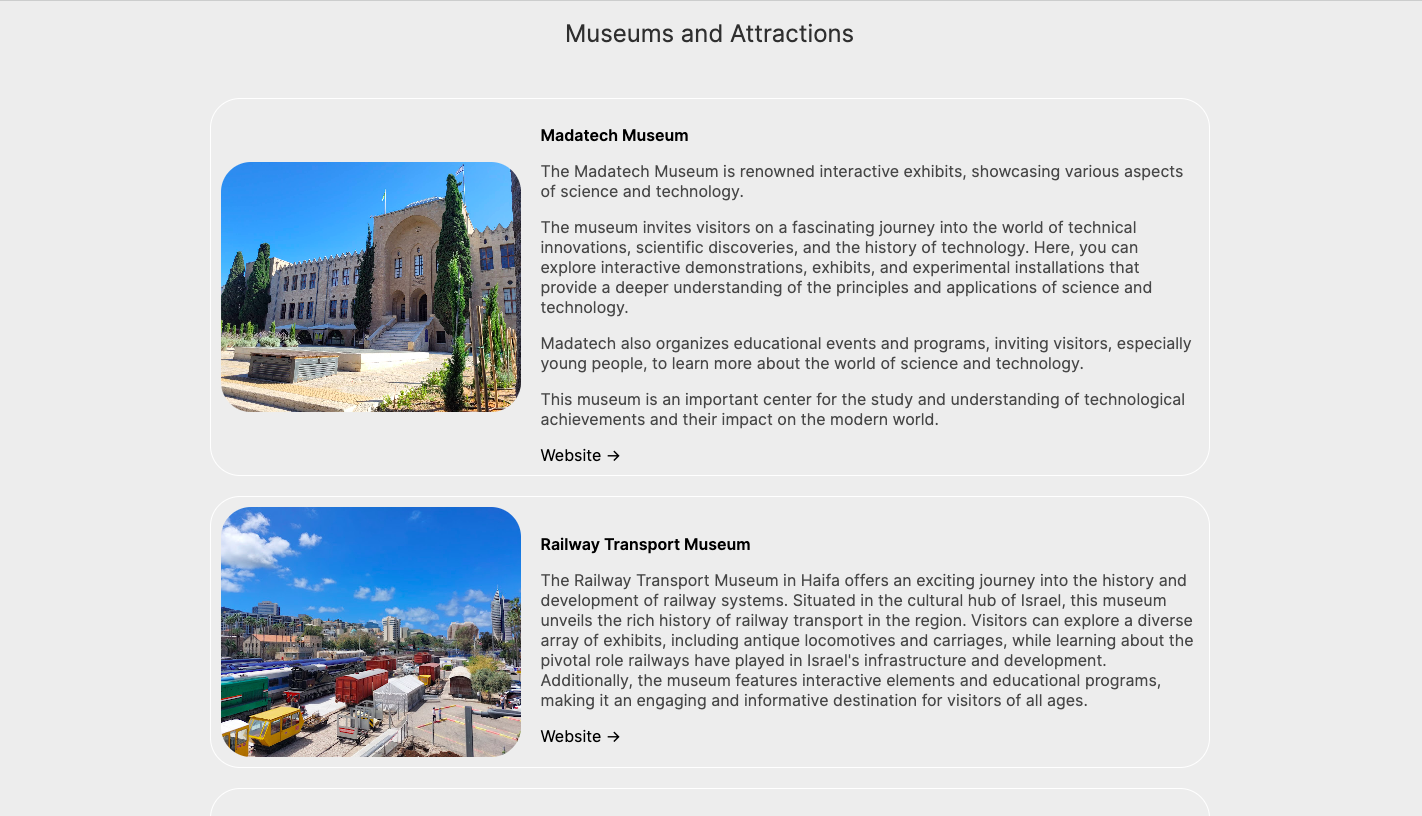 Museums and Attractions
Madatech Museum
The Madatech Museum is renowned interactive exhibits, showcasing various aspects
of science and technology.
The museum invites visitors on a fascinating journey into the world of technical
innovations, scientific discoveries, and the history of technology. Here, you can
explore interactive demonstrations, exhibits, and experimental installations that
provide a deeper understanding of the principles and applications of science and
technology.
Madatech also organizes educational events and programs, inviting visitors, especially
young people, to learn more about the world of science and technology.
This museum is an important center for the study and understanding of technological
achievements and their impact on the modern world.
Website →
Railway Transport Museum
The Railway Transport Museum in Haifa offers an exciting journey into the history and
development of railway systems. Situated in the cultural hub of Israel, this museum
unveils the rich history of railway transport in the region. Visitors can explore a diverse
array of exhibits, including antique locomotives and carriages, while learning about the
pivotal role railways have played in Israel's infrastructure and development.
Additionally, the museum features interactive elements and educational programs,
making it an engaging and informative destination for visitors of all ages.
Website →